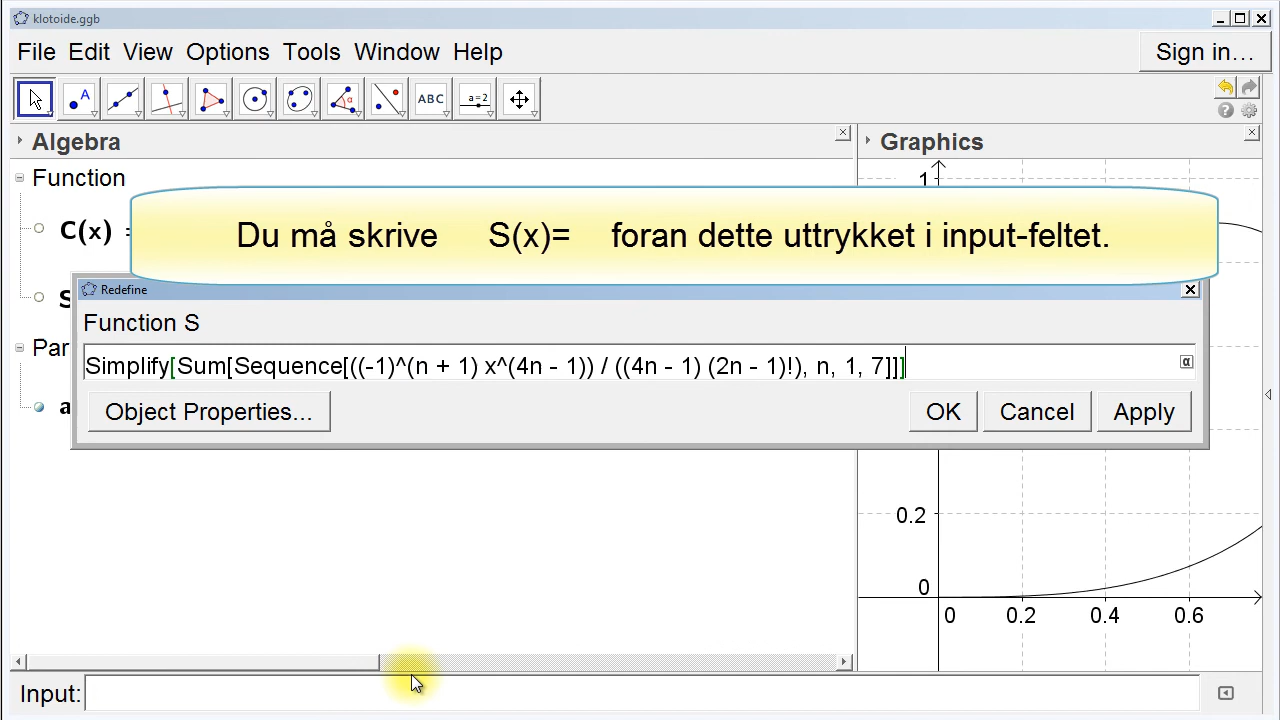 klotoide.ggb
File Edit View Options Tools Window Help
Sign in...
A
ABC
a=2
Algebra
Graphics
Function
1
C(x) =
Du må skrive S(x)= foran dette uttrykket i input-feltet.
Redefine
S
Function S
Par
Simplify[Sum[Sequence[((-1)^(n + 1) x^(4n - 1)) / ((4n - 1) (2n - 1)!), n, 1, 7]]]
α
a
Object Properties...
OK Cancel Apply
0.2
0
0 0.2 0.4 0.6
Input: